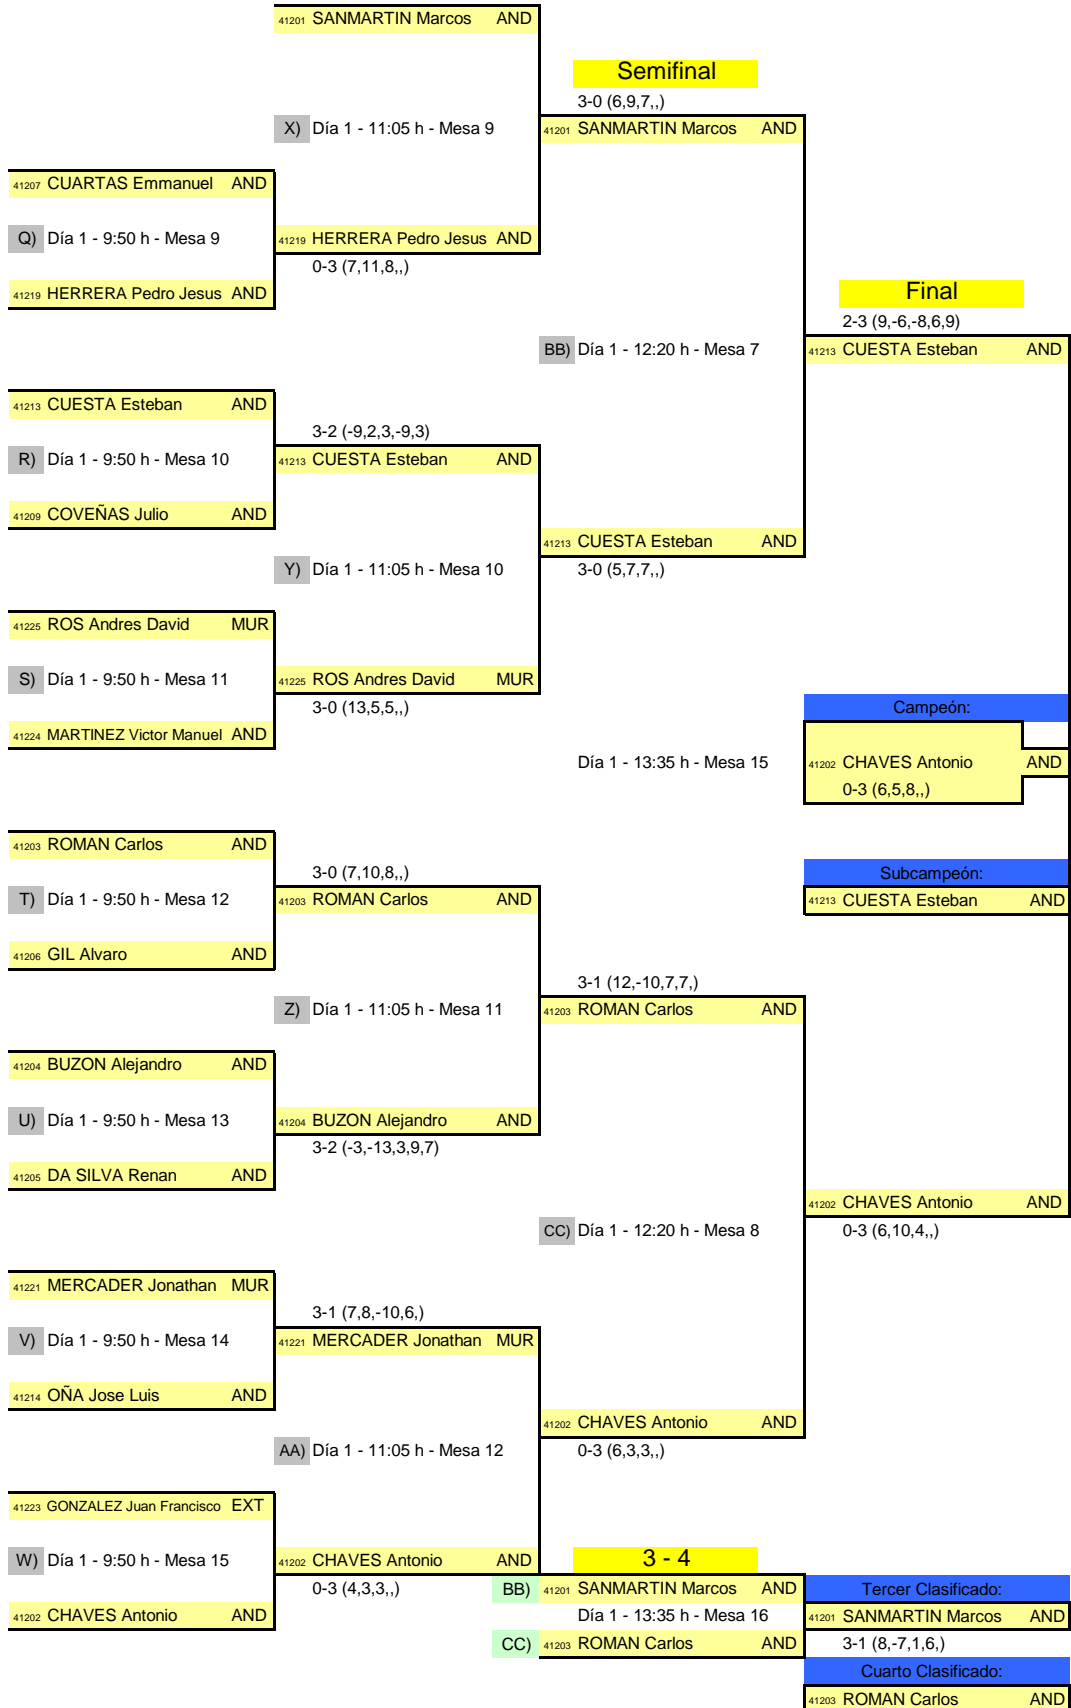 41201 SANMARTIN Marcos AND
Semifinal
3-0 (6,9,7,,)
X) Día 1 - 11:05 h - Mesa 9
41201 SANMARTIN Marcos AND
41207 CUARTAS Emmanuel AND
Q) Día 1 - 9:50 h - Mesa 9
41219 HERRERA Pedro Jesus AND
0-3 (7,11,8,,)
41219 HERRERA Pedro Jesus AND
Final
2-3 (9,-6,-8,6,9)
BB) Día 1 - 12:20 h - Mesa 7
41213 CUESTA Esteban AND
41213 CUESTA Esteban AND
3-2 (-9,2,3,-9,3)
R) Día 1 - 9:50 h - Mesa 10
41213 CUESTA Esteban AND
41209 COVEÑAS Julio AND
41213 CUESTA Esteban AND
Y) Día 1 - 11:05 h - Mesa 10
3-0 (5,7,7,,)
41225 ROS Andres David MUR
S) Día 1 - 9:50 h - Mesa 11
41225 ROS Andres David MUR
3-0 (13,5,5,,)
Campeón:
41224 MARTINEZ Victor Manuel AND
Día 1 - 13:35 h - Mesa 15
41202 CHAVES Antonio AND
0-3 (6,5,8,,)
41203 ROMAN Carlos AND
3-0 (7,10,8,,)
Subcampeón:
T) Día 1 - 9:50 h - Mesa 12
41203 ROMAN Carlos AND
41213 CUESTA Esteban AND
41206 GIL Alvaro AND
3-1 (12,-10,7,7,)
Z) Día 1 - 11:05 h - Mesa 11
41203 ROMAN Carlos AND
41204 BUZON Alejandro AND
U) Día 1 - 9:50 h - Mesa 13
41204 BUZON Alejandro AND
3-2 (-3,-13,3,9,7)
41205 DA SILVA Renan AND
41202 CHAVES Antonio AND
CC) Día 1 - 12:20 h - Mesa 8
0-3 (6,10,4,,)
41221 MERCADER Jonathan MUR
3-1 (7,8,-10,6,)
V) Día 1 - 9:50 h - Mesa 14
41221 MERCADER Jonathan MUR
41214 OÑA Jose Luis AND
41202 CHAVES Antonio AND
AA) Día 1 - 11:05 h - Mesa 12
0-3 (6,3,3,,)
41223 GONZALEZ Juan Francisco EXT
W) Día 1 - 9:50 h - Mesa 15
41202 CHAVES Antonio AND
3 - 4
0-3 (4,3,3,,)
BB) 41201 SANMARTIN Marcos AND
Tercer Clasificado:
41202 CHAVES Antonio AND
Día 1 - 13:35 h - Mesa 16
41201 SANMARTIN Marcos AND
CC) 41203 ROMAN Carlos AND
3-1 (8,-7,1,6,)
Cuarto Clasificado:
41203 ROMAN Carlos AND